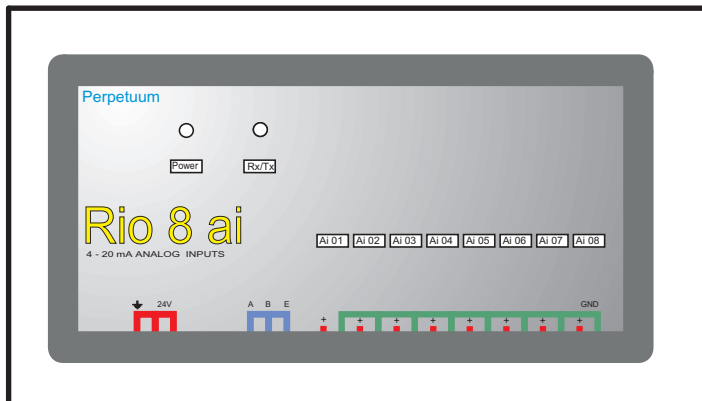 Perpetuum
Power Rx/Tx
Rio 8 ai
4 - 20 mA ANALOG INPUTS
Ai 01 Ai 02 Ai 03 Ai 04 Ai 05 Ai 06 Ai 07 Ai 08
24V A B E GND
+ + + + + + + +